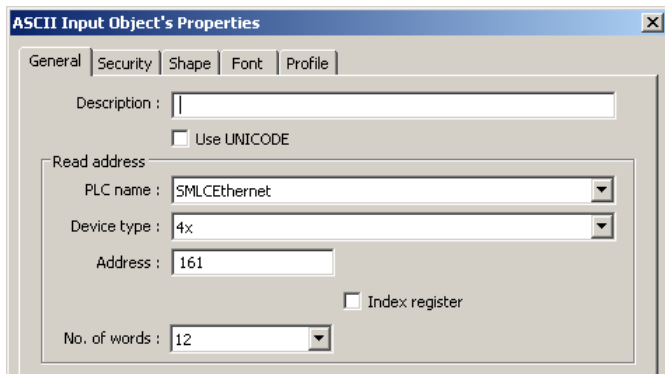 ASCII Input Object's Properties
General Security Shape Font Profile
Description :
Use UNICODE
Read address
PLC name : SMLCEthernet
Device type : 4x
Address : 161
Index register
No. of words : 12